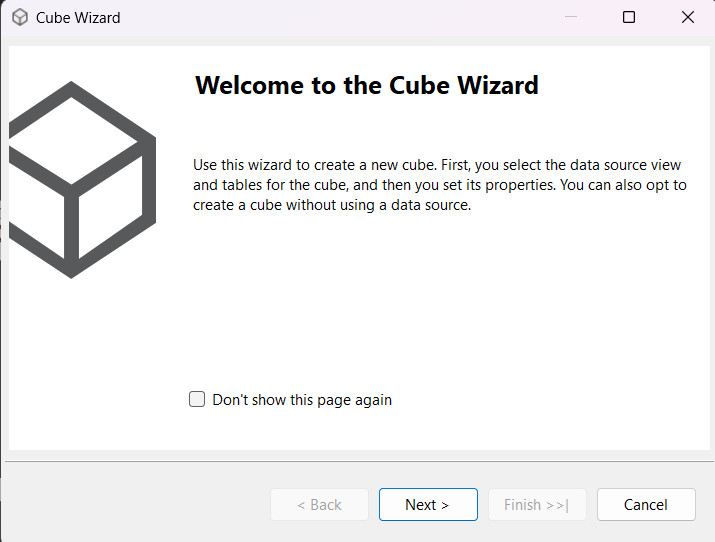 Cube Wizard
Welcome to the Cube Wizard
Use this wizard to create a new cube. First, you select the data source view
and tables for the cube, and then you set its properties. You can also opt to
create a cube without using a data source.
Don't show this page again
< Back Next > Finish >>| Cancel